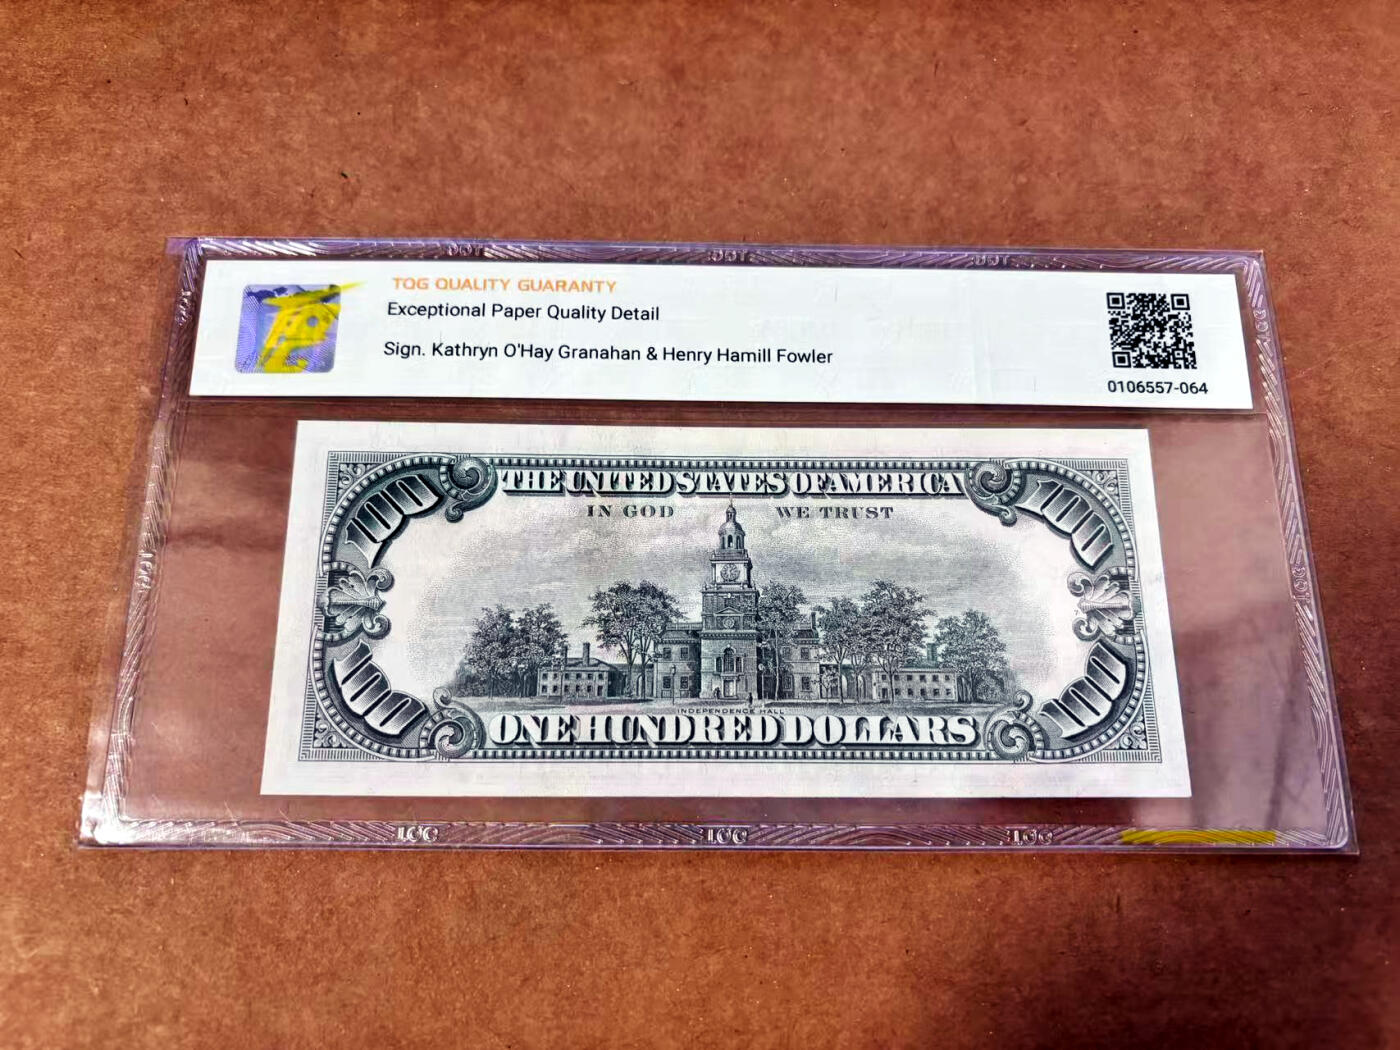 TQG QUALITY GUARANTY
Exceptional Paper Quality Detail
Sign. Kathryn O'Hay Granahan & Henry Hamill Fowler
0106557-064
100
THE UNITED STATES OF AMERICA
100
IN GOD WE TRUST
INDEPENDENCE HALL
100
ONE HUNDRED DOLLARS
100